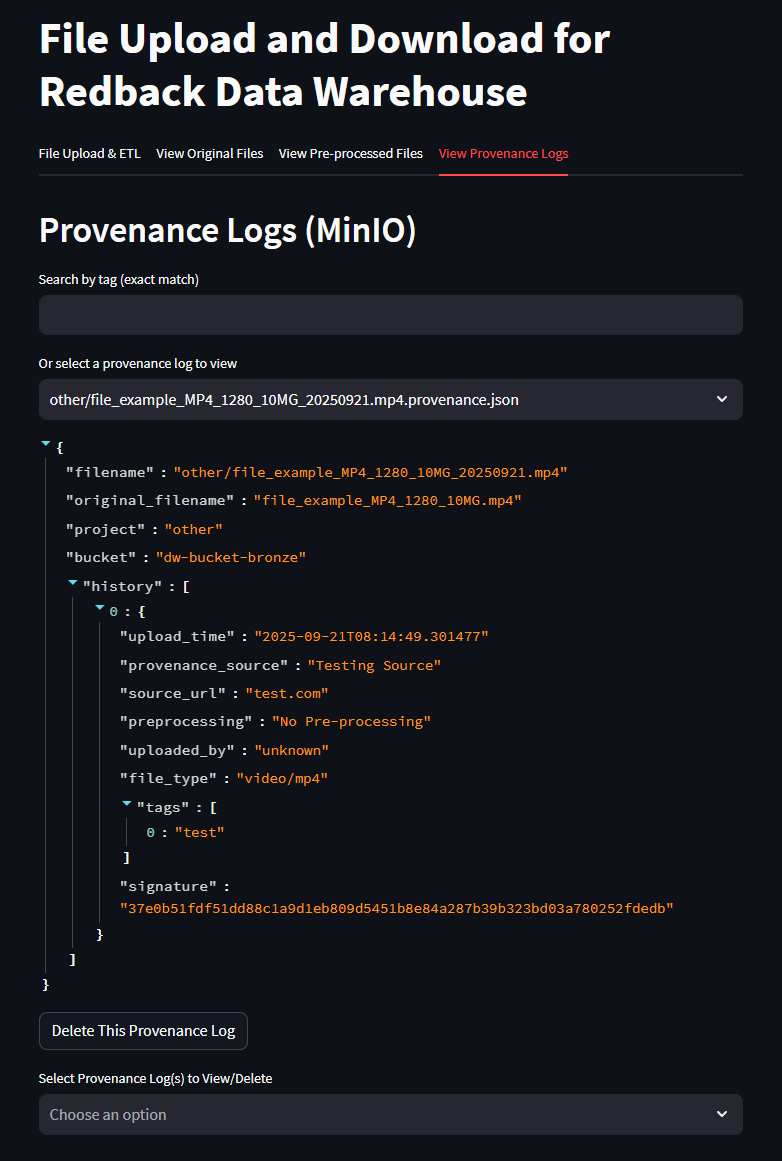 File Upload and Download for
Redback Data Warehouse
File Upload & ETL View Original Files View Pre-processed Files View Provenance Logs
Provenance Logs (MinIO)
Search by tag (exact match)
Or select a provenance log to view
other/file_example_MP4_1280_10MG_20250921.mp4.provenance.json
{
"filename" : "other/file_example_MP4_1280_10MG_20250921.mp4"
"original_filename" : "file_example_MP4_1280_10MG.mp4"
"project" : "other"
"bucket" : "dw-bucket-bronze"
"history" : [
0 : {
"upload_time" : "2025-09-21T08:14:49.301477"
"provenance_source" : "Testing Source"
"source_url" : "test.com"
"preprocessing" : "No Pre-processing"
"uploaded_by" : "unknown"
"file_type" : "video/mp4"
"tags" : [
0 : "test"
]
"signature" :
"37e0b51fdf51dd88c1a9d1eb809d5451b8e84a287b39b323bd03a780252fdedb"
}
]
}
Delete This Provenance Log
Select Provenance Log(s) to View/Delete
Choose an option